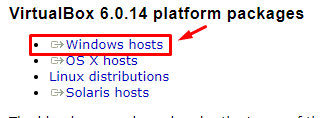 VirtualBox 6.0.14 platform packages
Windows hosts
OS X hosts
Linux distributions
Solaris hosts